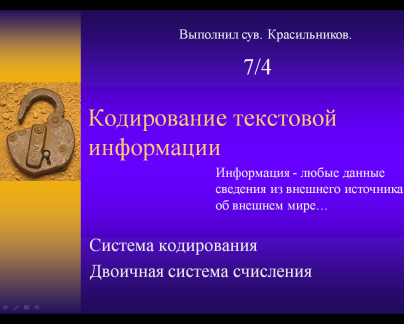 Выполнил сув. Красильников.
7/4
Кодирование текстовой
информации
Информация - любые данные
сведения из внешнего источника
об внешнем мире…
Система кодирования
Двоичная система счисления